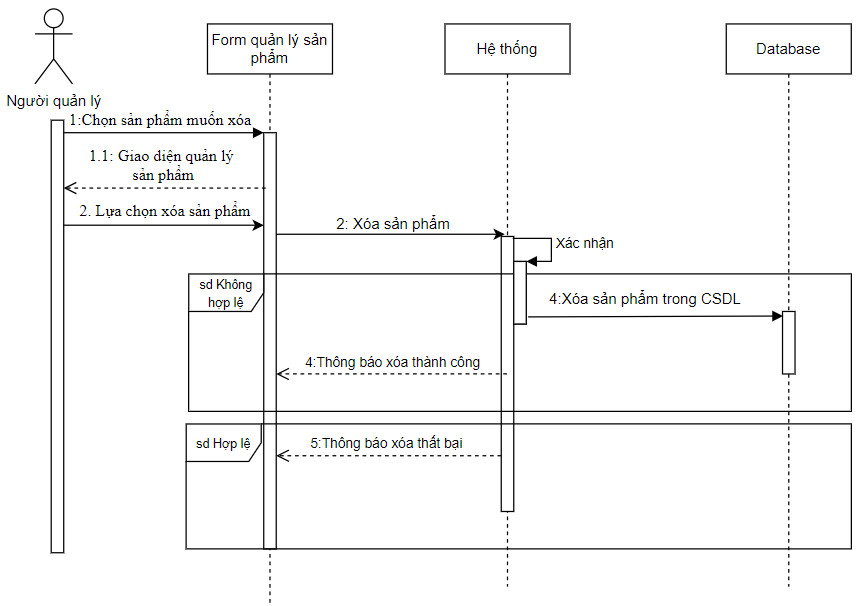 Form quản lý sản
phẩm
Hệ thống
Database
Người quản lý
1:Chọn sản phẩm muốn xóa
1.1: Giao diện quản lý
sản phẩm
2. Lựa chọn xóa sản phẩm
2: Xóa sản phẩm
Xác nhận
sd Không
hợp lệ
4:Xóa sản phẩm trong CSDL
4:Thông báo xóa thành công
sd Hợp lệ
5:Thông báo xóa thất bại